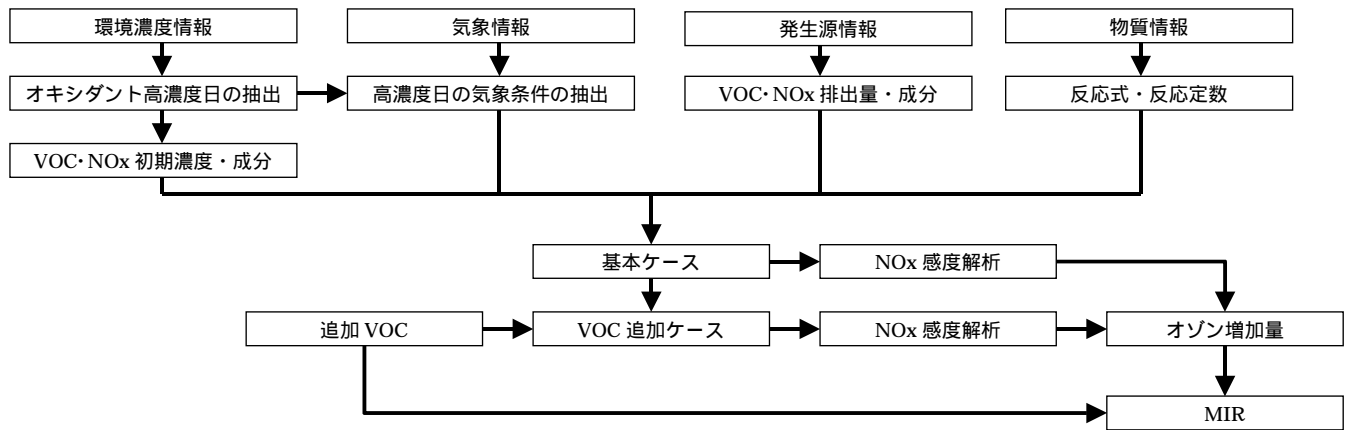 環境濃度情報
気象情報
発生源情報
物質情報
オキシダント高濃度日の抽出
高濃度日の気象条件の抽出
VOC･NOx 排出量・成分
反応式・反応定数
VOC･NOx 初期濃度・成分
基本ケース
NOx 感度解析
追加 VOC
VOC 追加ケース
NOx 感度解析
オゾン増加量
MIR